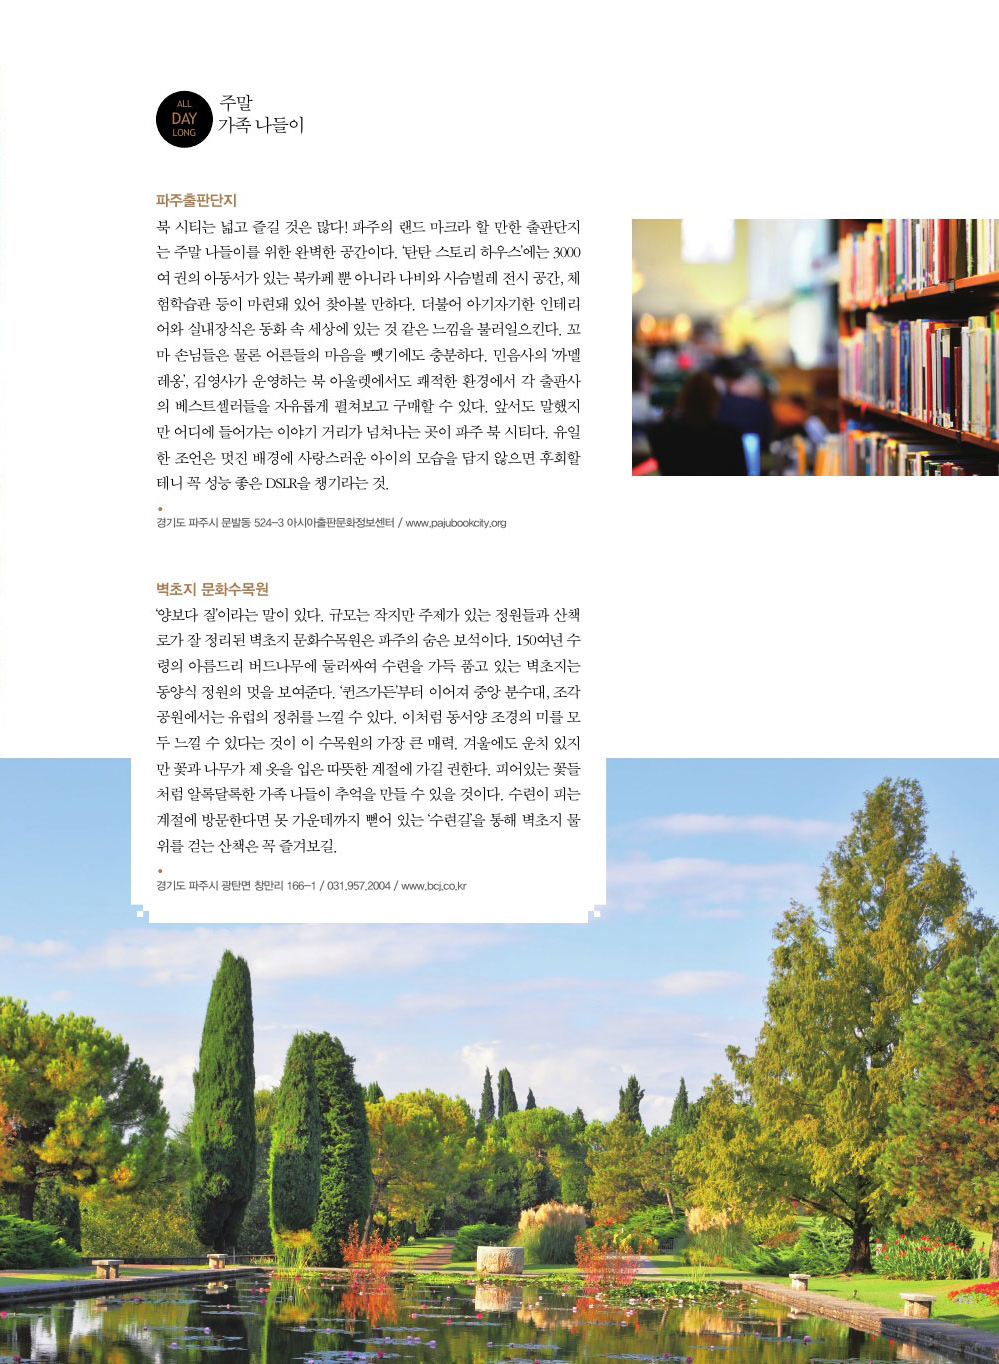 ALL
DAY
LONG
주말
가족 나들이
파주출판단지
북 시티는 넓고 즐길 것은 많다! 파주의 랜드 마크라 할 만한 출판단지
는 주말 나들이를 위한 완벽한 공간이다. ‘탄탄 스토리 하우스’에는 3000
여 권의 아동서가 있는 북카페 뿐 아니라 나비와 사슴벌레 전시 공간, 체
험학습관 등이 마련돼 있어 찾아볼 만하다. 더불어 아기자기한 인테리
어와 실내장식은 동화 속 세상에 있는 것 같은 느낌을 불러일으킨다. 꼬
마 손님들은 물론 어른들의 마음을 뺏기에도 충분하다. 민음사의 ‘까멜
레옹’, 김영사가 운영하는 북 아울렛에서도 쾌적한 환경에서 각 출판사
의 베스트셀러들을 자유롭게 펼쳐보고 구매할 수 있다. 앞서도 말했지
만 어디에 들어가는 이야기 거리가 넘쳐나는 곳이 파주 북 시티다. 유일
한 조언은 멋진 배경에 사랑스러운 아이의 모습을 담지 않으면 후회할
테니 꼭 성능 좋은 DSLR을 챙기라는 것.
경기도 파주시 문발동 524-3 아시아출판문화정보센터 / www.pajubookcity.org
벽초지 문화수목원
‘양보다 질’이라는 말이 있다. 규모는 작지만 주제가 있는 정원들과 산책
로가 잘 정리된 벽초지 문화수목원은 파주의 숨은 보석이다. 150여년 수
령의 아름드리 버드나무에 둘러싸여 수련을 가득 품고 있는 벽초지는
동양식 정원의 멋을 보여준다. ‘퀸즈가든’부터 이어져 중앙 분수대, 조각
공원에서는 유럽의 정취를 느낄 수 있다. 이처럼 동서양 조경의 미를 모
두 느낄 수 있다는 것이 이 수목원의 가장 큰 매력. 겨울에도 운치 있지
만 꽃과 나무가 제 옷을 입은 따뜻한 계절에 가길 권한다. 피어있는 꽃들
처럼 알록달록한 가족 나들이 추억을 만들 수 있을 것이다. 수련이 피는
계절에 방문한다면 못 가운데까지 뻗어 있는 ‘수련길’을 통해 벽초지 물
위를 걷는 산책은 꼭 즐겨보길.
경기도 파주시 광탄면 창만리 166-1 / 031.957.2004 / www.bcj.co.kr